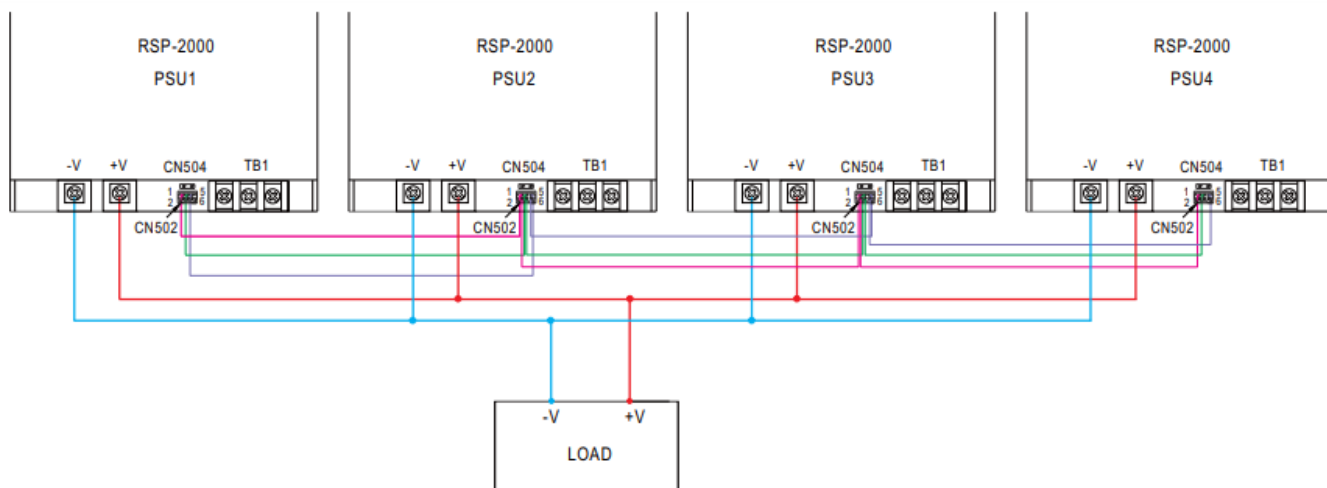 RSP-2000 RSP-2000 RSP-2000 RSP-2000
PSU1 PSU2 PSU3 PSU4
-V +V CN504 TB1 -V +V CN504 TB1 -V +V CN504 TB1 -V +V CN504 TB1
1 5 1 5 1 5 1 5
2 6 2 6 2 6 2 6
CN502 CN502 CN502 CN502
-V +V
LOAD